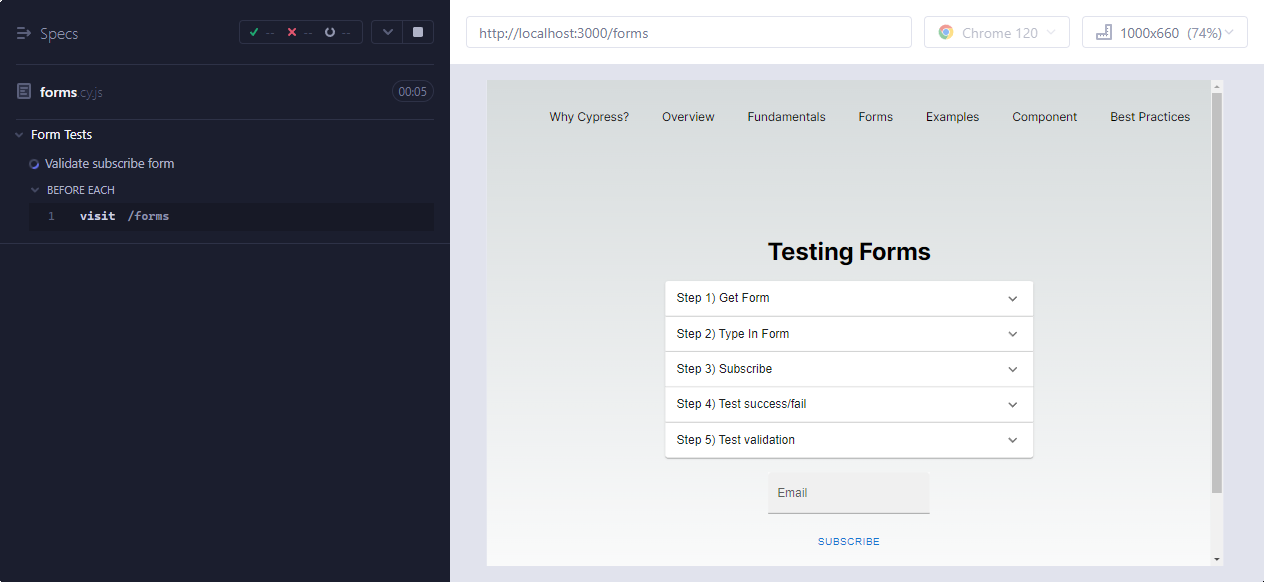 Specs
-- -- --
forms.cy.js 00:05
Form Tests
Validate subscribe form
BEFORE EACH
1 visit /forms
http://localhost:3000/forms
Chrome 120
1000x660 (74%)
Why Cypress? Overview Fundamentals Forms Examples Component Best Practices
Testing Forms
Step 1) Get Form
Step 2) Type In Form
Step 3) Subscribe
Step 4) Test success/fail
Step 5) Test validation
Email
SUBSCRIBE